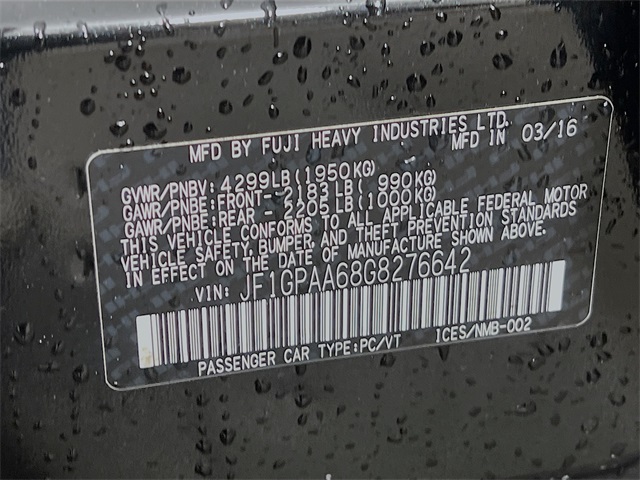 MFD BY FUJI HEAVY INDUSTRIES LTD.
MFD IN 03/16
GVWR/PNBV: 4299LB(1950KG)
GAWR/PNBE:FRONT- 2183LB( 990KG)
GAWR/PNBE:REAR - 2205LB(1000KG)
THIS VEHICLE CONFORMS TO ALL APPLICABLE FEDERAL MOTOR
VEHICLE SAFETY, BUMPER, AND THEFT PREVENTION STANDARDS
IN EFFECT ON THE DATE OF MANUFACTURE SHOWN ABOVE.
VIN: JF1GPAA68G8276642
PASSENGER CAR TYPE:PC/VT ICES/NMB-002